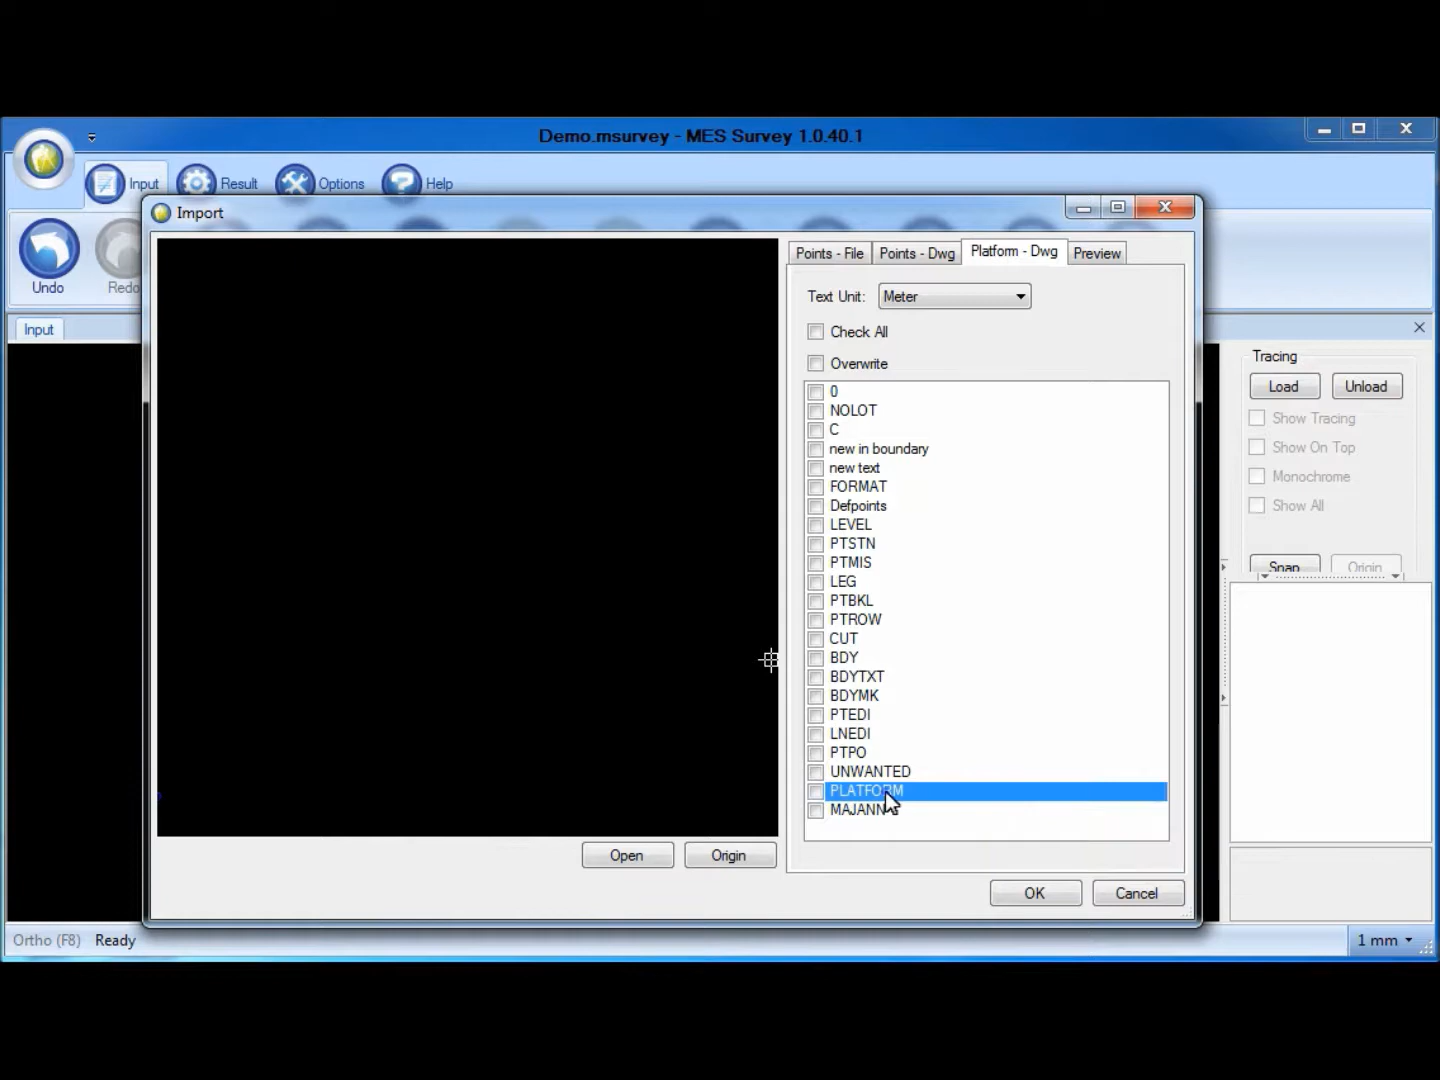 Demo.msurvey - MES Survey 1.0.40.1
Input
Result
Options
Help
Undo
Redo
Input
Import
Points - File
Points - Dwg
Platform - Dwg
Preview
Text Unit:
Meter
Check All
Overwrite
0
NOLOT
C
new in boundary
new text
FORMAT
Defpoints
LEVEL
PTSTN
PTMIS
LEG
PTBKL
PTROW
CUT
BDY
BDYTXT
BDYMK
PTEDI
LNEDI
PTPO
UNWANTED
PLATFORM
Open
Origin
OK
Cancel
Tracing
Load
Unload
Show Tracing
Show On Top
Monochrome
Show All
Snap
Origin
Ortho (F8)
Ready
1 mm